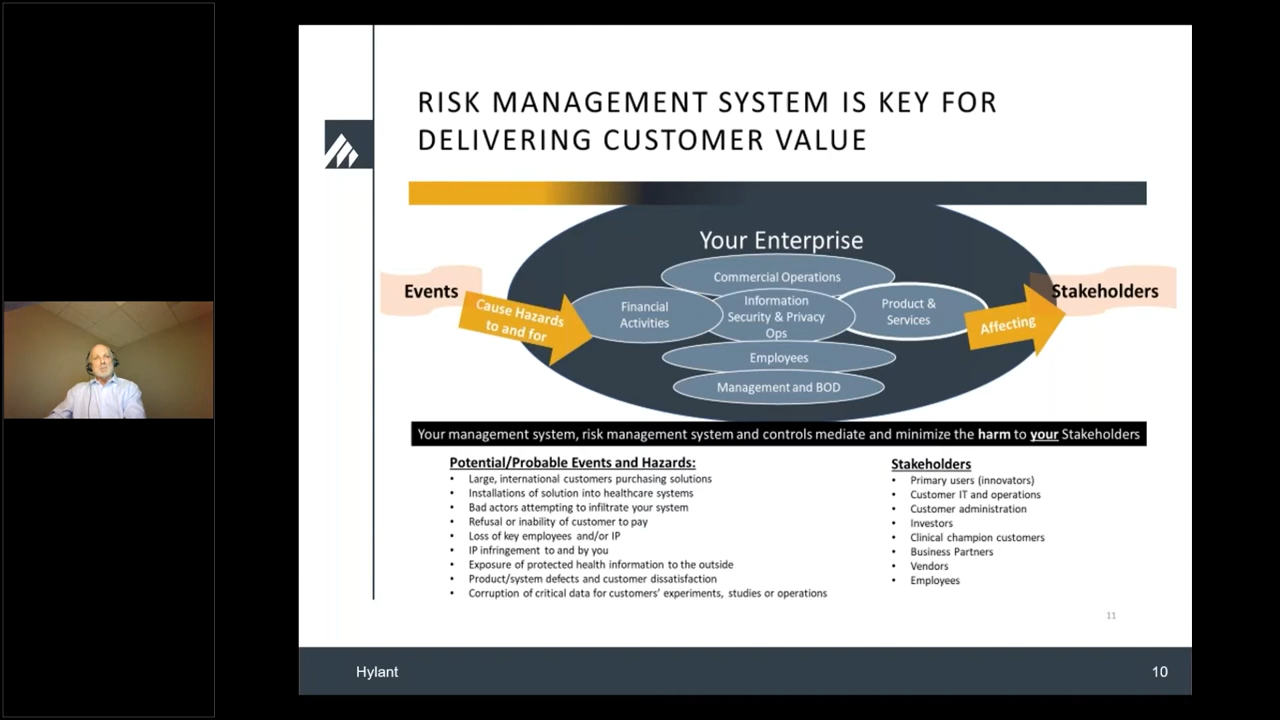 RISK MANAGEMENT SYSTEM IS KEY FOR
DELIVERING CUSTOMER VALUE
Your Enterprise
Commercial Operations
Events
Cause Hazards
to and for
Financial
Activities
Information
Security & Privacy
Ops
Product &
Services
Affecting
Stakeholders
Employees
Management and BOD
Your management system, risk management system and controls mediate and minimize the harm to your Stakeholders
Potential/Probable Events and Hazards:
• Large, international customers purchasing solutions
• Installations of solution into healthcare systems
• Bad actors attempting to infiltrate your system
• Refusal or inability of customer to pay
• Loss of key employees and/or IP
• IP infringement to and by you
• Exposure of protected health information to the outside
• Product/system defects and customer dissatisfaction
• Corruption of critical data for customers' experiments, studies or operations
Stakeholders
• Primary users (innovators)
• Customer IT and operations
• Customer administration
• Investors
• Clinical champion customers
• Business Partners
• Vendors
• Employees
11
Hylant
10